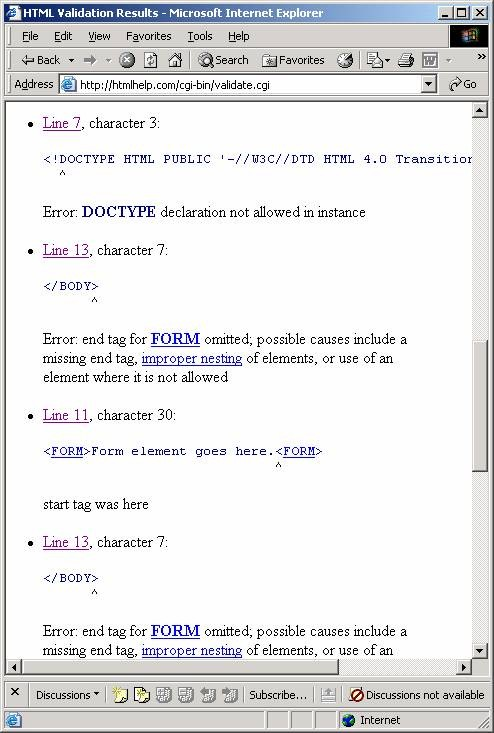 HTML Validation Results - Microsoft Internet Explorer
File Edit View Favorites Tools Help
Back Search Favorites
Address http://htmlhelp.com/cgi-bin/validate.cgi Go
Line 7, character 3:
<!DOCTYPE HTML PUBLIC '-//W3C//DTD HTML 4.0 Transition
^
Error: DOCTYPE declaration not allowed in instance
Line 13, character 7:
</BODY>
^
Error: end tag for FORM omitted; possible causes include a
missing end tag, improper nesting of elements, or use of an
element where it is not allowed
Line 11, character 30:
<FORM>Form element goes here.<FORM>
^
start tag was here
Line 13, character 7:
</BODY>
^
Error: end tag for FORM omitted; possible causes include a
missing end tag, improper nesting of elements, or use of an
Discussions Subscribe... Discussions not available
Internet